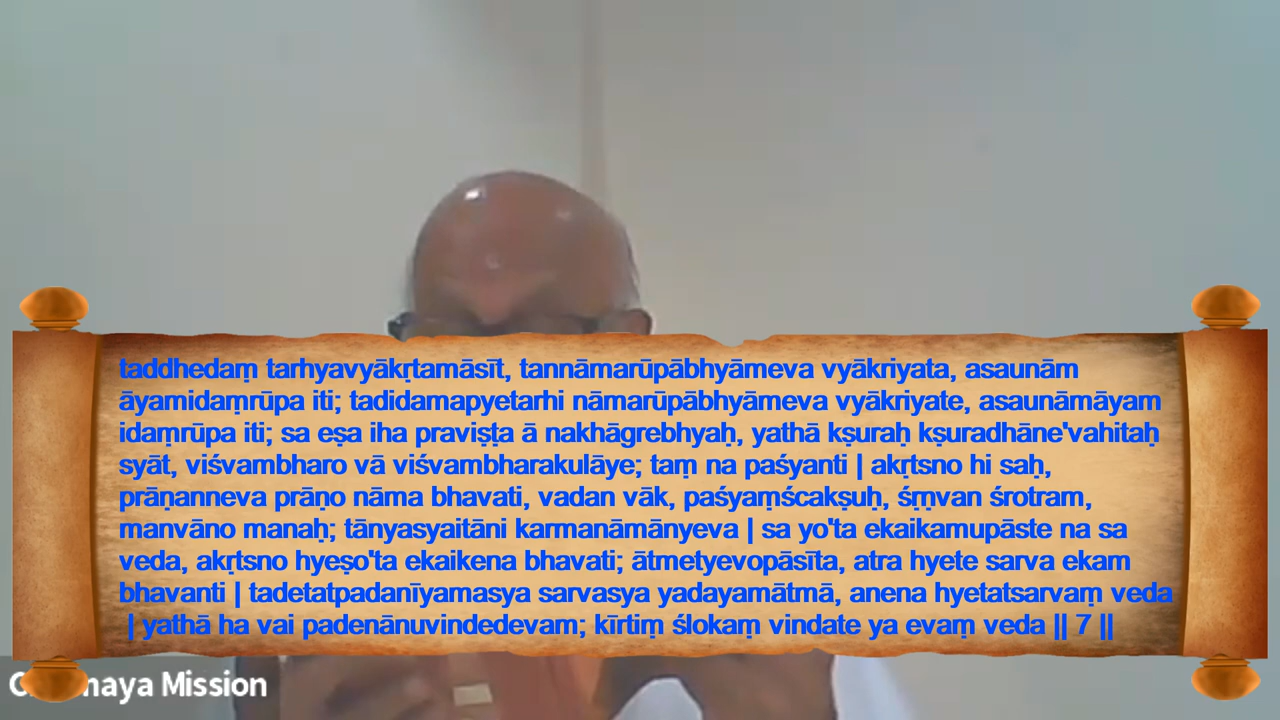 taddhedaṃ tarhyavyākṛtamāsīt, tannāmarūpābhyāmeva vyākriyata, asaunām
āyamidaṃrūpa iti; tadidamapyetarhi nāmarūpābhyāmeva vyākriyate, asaunāmāyam
idaṃrūpa iti; sa eṣa iha praviṣṭa ā nakhāgrebhyaḥ, yathā kṣuraḥ kṣuradhāne'vahitaḥ
syāt, viśvambharo vā viśvambharakulāye; taṃ na paśyanti | akṛtsno hi saḥ,
prāṇanneva prāṇo nāma bhavati, vadan vāk, paśyaṃścakṣuḥ, śṛṇvan śrotram,
manvāno manaḥ; tānyasyaitāni karmanāmānyeva | sa yo'ta ekaikamupāste na sa
veda, akṛtsno hyeṣo'ta ekaikena bhavati; ātmetyevopāsīta, atra hyete sarva ekam
bhavanti | tadetatpadanīyamasya sarvasya yadayamātmā, anena hyetatsarvaṃ veda
| yathā ha vai padenānuvindedevam; kīrtiṃ ślokaṃ vindate ya evaṃ veda || 7 ||
Mission